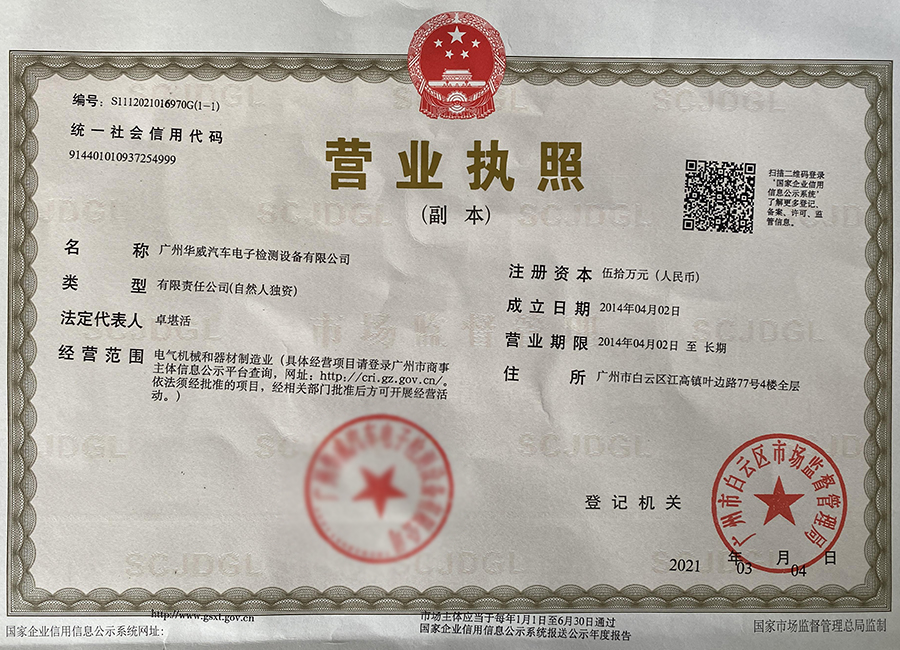 编号：S1112021016970G(1-1)
统一社会信用代码
914401010937254999
营业执照
（副 本）
扫描二维码登录
‘国家企业信用
信息公示系统’
了解更多登记、
备案、许可、监
管信息。
名 称 广州华威汽车电子检测设备有限公司
类 型 有限责任公司(自然人独资)
法定代表人 卓堪活
经营范围 电气机械和器材制造业（具体经营项目请登录广州市商事
主体信息公示平台查询，网址：http://cri.gz.gov.cn/。
依法须经批准的项目，经相关部门批准后方可开展经营活
动。）
注册资本 伍拾万元（人民币）
成立日期 2014年04月02日
营业期限 2014年04月02日 至 长期
住 所 广州市白云区江高镇叶边路77号4楼全层
登记机关
广州市白云区市场监督管理局
2021 年 03 月 04 日
国家企业信用信息公示系统网址：
http://www.gsxt.gov.cn
市场主体应当于每年1月1日至6月30日通过
国家企业信用信息公示系统报送公示年度报告
国家市场监督管理总局监制
SCJDGL
市场监督管理